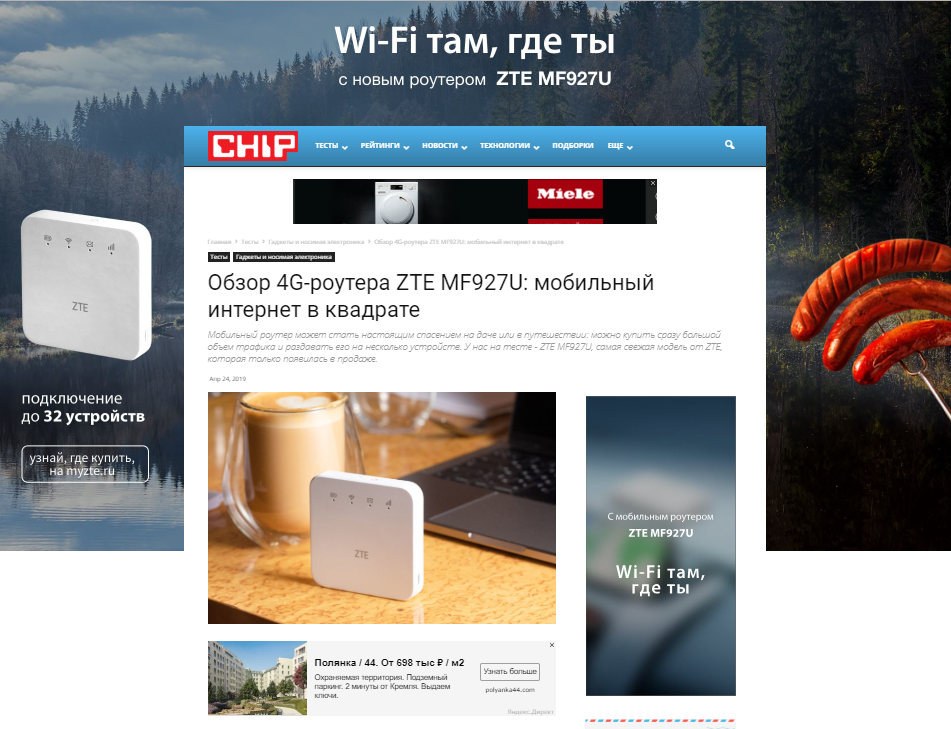 Wi-Fi там, где ты
с новым роутером ZTE MF927U
CHIP
ТЕСТЫ РЕЙТИНГИ НОВОСТИ ТЕХНОЛОГИИ ПОДБОРКИ ЕЩЕ
Miele
Главная › Тесты › Гаджеты и носимая электроника › Обзор 4G-роутера ZTE MF927U: мобильный интернет в квадрате
Тесты Гаджеты и носимая электроника
Обзор 4G-роутера ZTE MF927U: мобильный
интернет в квадрате
Мобильный роутер может стать настоящим спасением на даче или в путешествии: можно купить сразу большой
объем трафика и раздавать его на несколько устройств. У нас на тесте - ZTE MF927U, самая свежая модель от ZTE,
которая только появилась в продаже.
Апр 24, 2019
ZTE
подключение
до 32 устройств
узнай, где купить,
на myzte.ru
ZTE
С мобильным роутером
ZTE MF927U
Wi-Fi там,
где ты
Полянка / 44. От 698 тыс ₽ / м2
Охраняемая территория. Подземный
паркинг. 2 минуты от Кремля. Выдаем
ключи.
Узнать больше
polyanka44.com
Яндекс.Директ